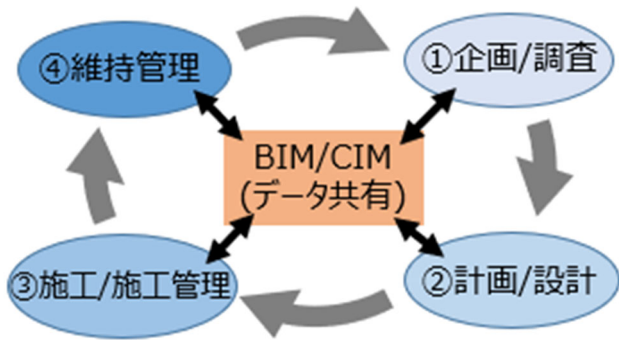 ④維持管理
①企画/調査
BIM/CIM
(データ共有)
③施工/施工管理
②計画/設計